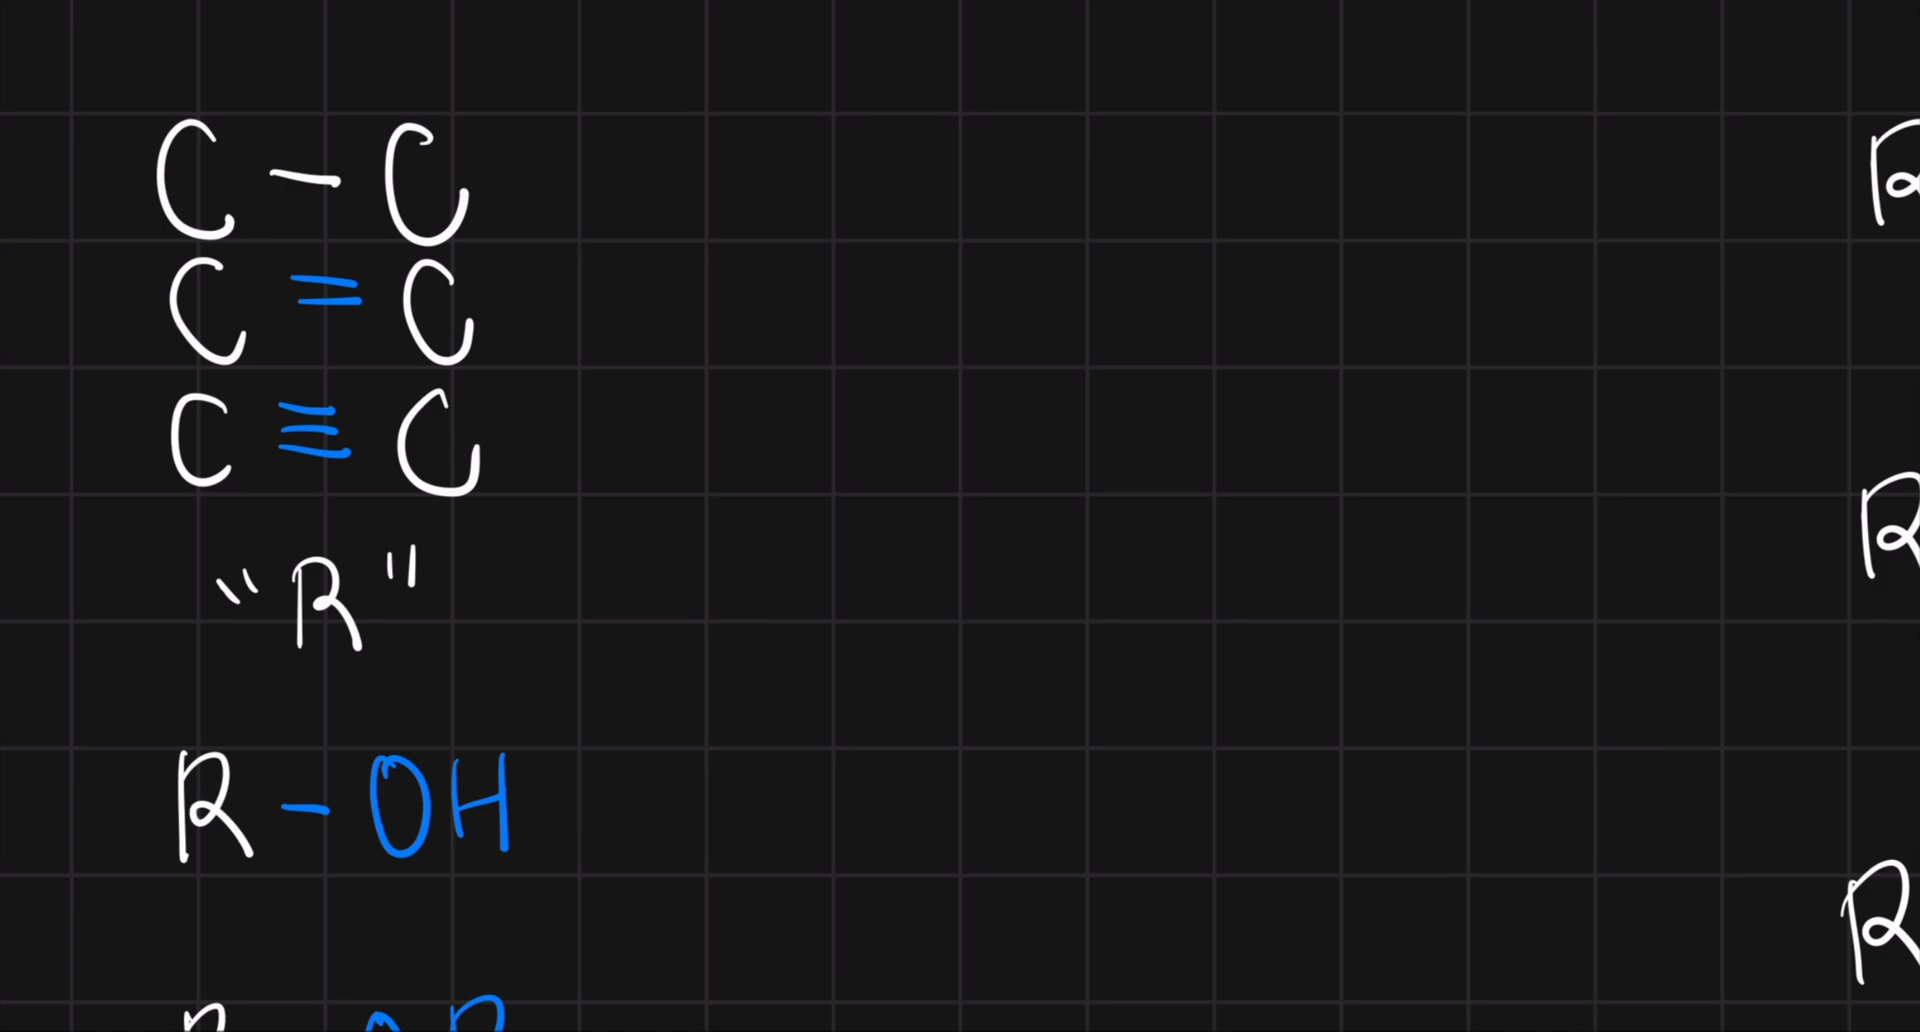 C - C
C = C
C ≡ C
"R"
R - OH
R
R
R